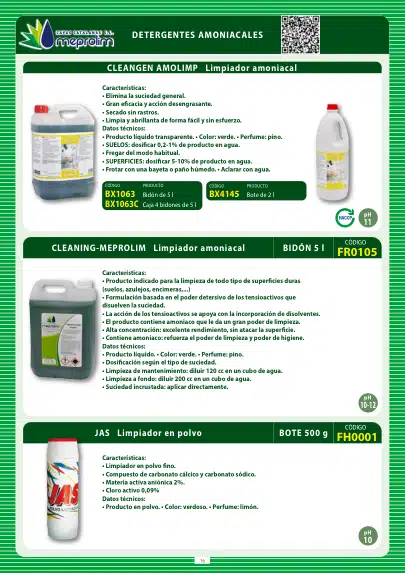 CAYAS CATALANAS S.L.
meprolim
DETERGENTES AMONIACALES
CLEANGEN AMOLIMP Limpiador amoniacal
Características:
• Elimina la suciedad general.
• Gran eficacia y acción desengrasante.
• Secado sin rastros.
• Limpia y abrillanta de forma fácil y sin esfuerzo.
Datos técnicos:
• Producto líquido transparente. • Color: verde. • Perfume: pino.
• SUELOS: dosificar 0,2-1% de producto en agua.
• Fregar del modo habitual.
• SUPERFICIES: dosificar 5-10% de producto en agua.
• Frotar con una bayeta o paño húmedo. • Aclarar con agua.
CÓDIGO PRODUCTO
BX1063 Bidón de 5 l
BX1063C Caja 4 bidones de 5 l
CÓDIGO PRODUCTO
BX4145 Bote de 2 l
HACCP
pH
11
CLEANING-MEPROLIM Limpiador amoniacal
BIDÓN 5 l
CÓDIGO
FR0105
Características:
• Producto indicado para la limpieza de todo tipo de superficies duras
(suelos, azulejos, encimeras,...)
• Formulación basada en el poder detersivo de los tensioactivos que
disuelven la suciedad.
• La acción de los tensioactivos se apoya con la incorporación de disolventes.
• El producto contiene amoniaco que le da un gran poder de limpieza.
• Alta concentración: excelente rendimiento, sin atacar la superficie.
• Contiene amoniaco: refuerza el poder de limpieza y poder de higiene.
Datos técnicos:
• Producto líquido. • Color: verde. • Perfume: pino.
• Dosificación según el tipo de suciedad.
• Limpieza de mantenimiento: diluir 120 cc en un cubo de agua.
• Limpieza a fondo: diluir 200 cc en un cubo de agua.
• Suciedad incrustada: aplicar directamente.
meprolim
pH
10-12
JAS Limpiador en polvo
BOTE 500 g
CÓDIGO
FH0001
Características:
• Limpiador en polvo fino.
• Compuesto de carbonato cálcico y carbonato sódico.
• Materia activa aniónica 2%.
• Cloro activo 0,09%
Datos técnicos:
• Producto en polvo. • Color: verdoso. • Perfume: limón.
JAS
pH
10